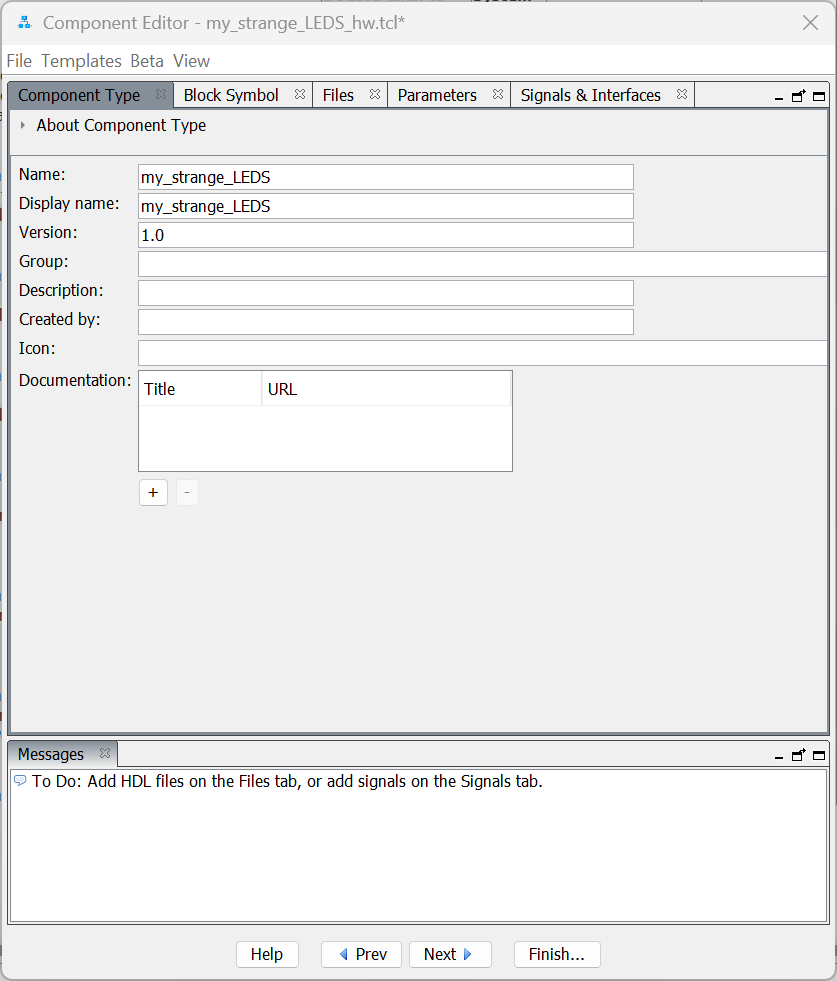 Component Editor - my_strange_LEDS_hw.tcl*
File Templates Beta View
Component Type Block Symbol Files Parameters Signals & Interfaces
About Component Type
Name: my_strange_LEDS
Display name: my_strange_LEDS
Version: 1.0
Group:
Description:
Created by:
Icon:
Documentation: Title URL
+ -
Messages
To Do: Add HDL files on the Files tab, or add signals on the Signals tab.
Help Prev Next Finish...